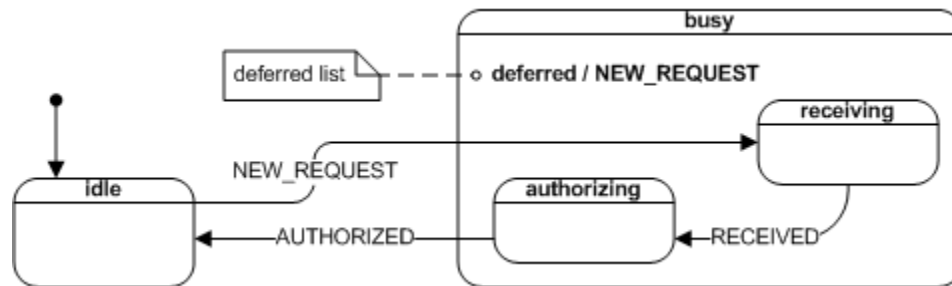 busy
deferred list
deferred / NEW_REQUEST
receiving
NEW_REQUEST
idle
authorizing
AUTHORIZED
RECEIVED